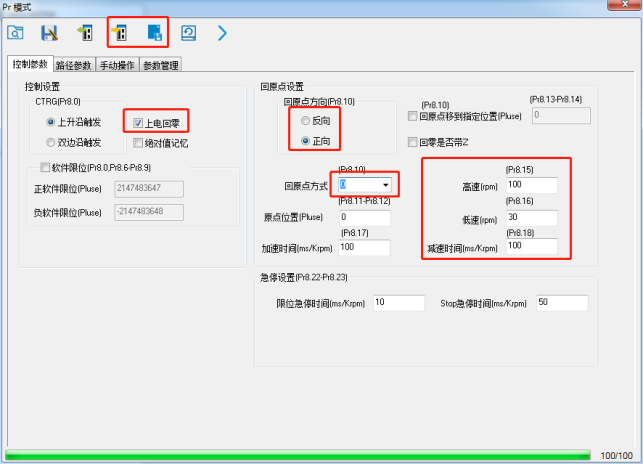 Pr 模式
控制参数 路径参数 手动操作 参数管理
控制设置
CTRG(Pr8.0)
上升沿触发
上电回零
双边沿触发
绝对值记忆
软件限位(Pr8.0,Pr8.6-Pr8.9)
正软件限位(Pluse) 2147483647
负软件限位(Pluse) -2147483648
回原点设置
回原点方向(Pr8.10)
反向
正向
(Pr8.10)
(Pr8.13-Pr8.14)
回原点移到指定位置(Pluse) 0
回零是否带Z
(Pr8.10)
回原点方式 0
(Pr8.11-Pr8.12)
原点位置(Pluse) 0
(Pr8.17)
加速时间(ms/Krpm) 100
(Pr8.15)
高速(rpm) 100
(Pr8.16)
低速(rpm) 30
(Pr8.18)
减速时间(ms/Krpm) 100
急停设置(Pr8.22-Pr8.23)
限位急停时间(ms/Krpm) 10
Stop急停时间(ms/Krpm) 50
100/100